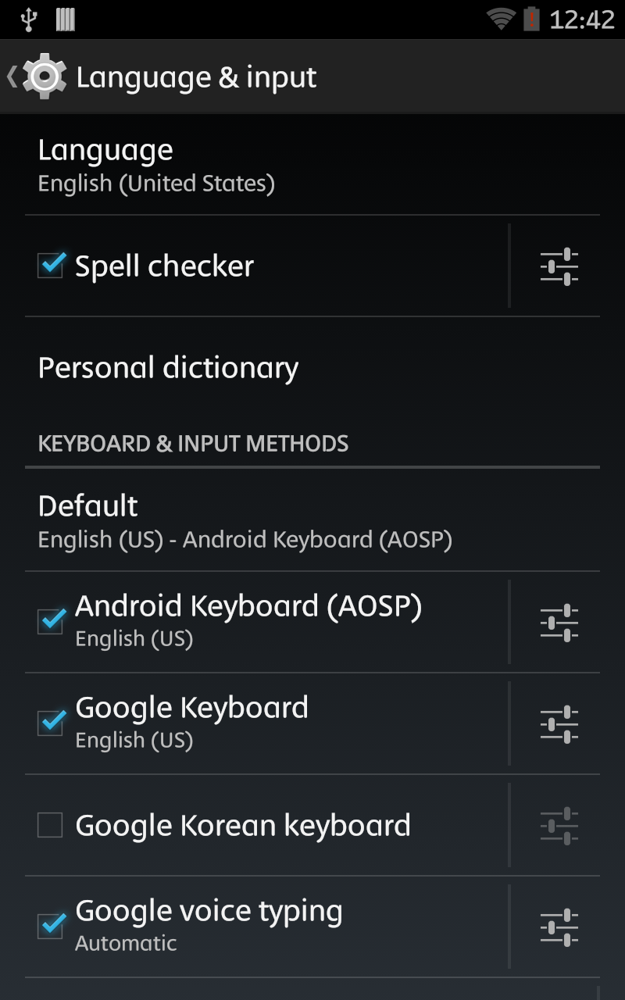 12:42
Language & input
Language
English (United States)
Spell checker
Personal dictionary
KEYBOARD & INPUT METHODS
Default
English (US) - Android Keyboard (AOSP)
Android Keyboard (AOSP)
English (US)
Google Keyboard
English (US)
Google Korean keyboard
Google voice typing
Automatic